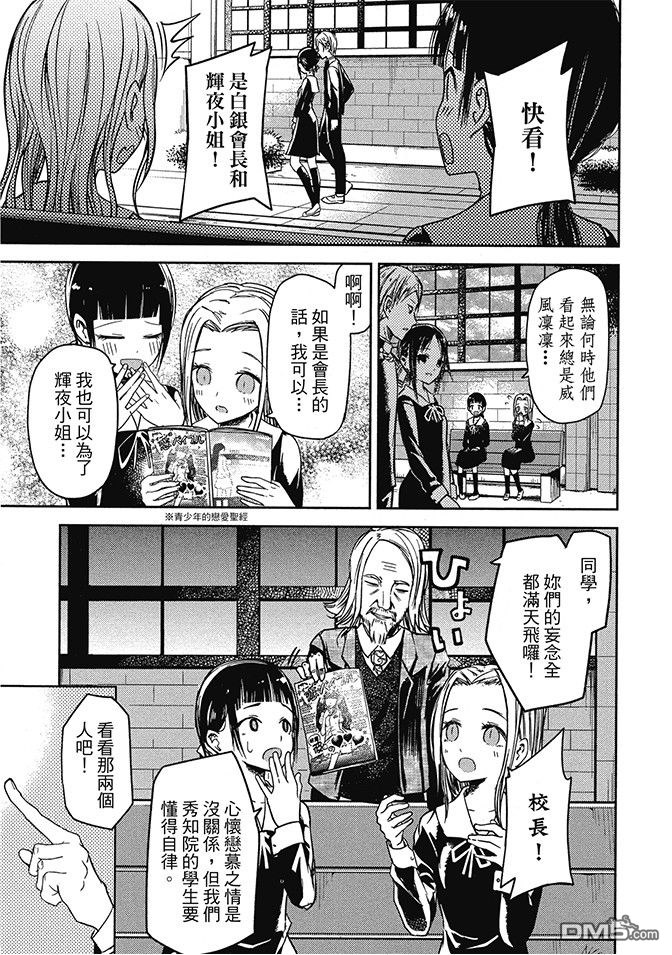 快看！
是白銀會長和
輝夜小姐！
無論何時他們
看起來總是威
風凜凜…
啊啊！
如果是會長的
話，我可以…
我也可以為了
輝夜小姐…
※青少年的戀愛聖經
同學，
妳們的妄念全
都滿天飛囉！
ひょい
校長！
心懷戀慕之情是
沒關係，但我們
秀知院的學生要
懂得自律。
看看那兩個
人吧！
DM5.com